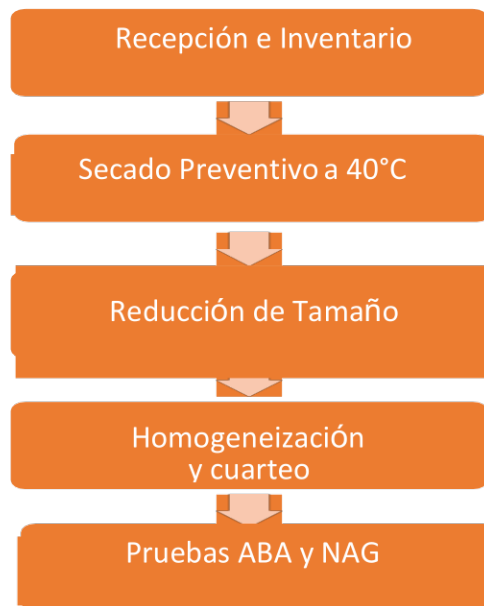 Recepción e Inventario
Secado Preventivo a 40°C
Reducción de Tamaño
Homogeneización
y cuarteo
Pruebas ABA y NAG